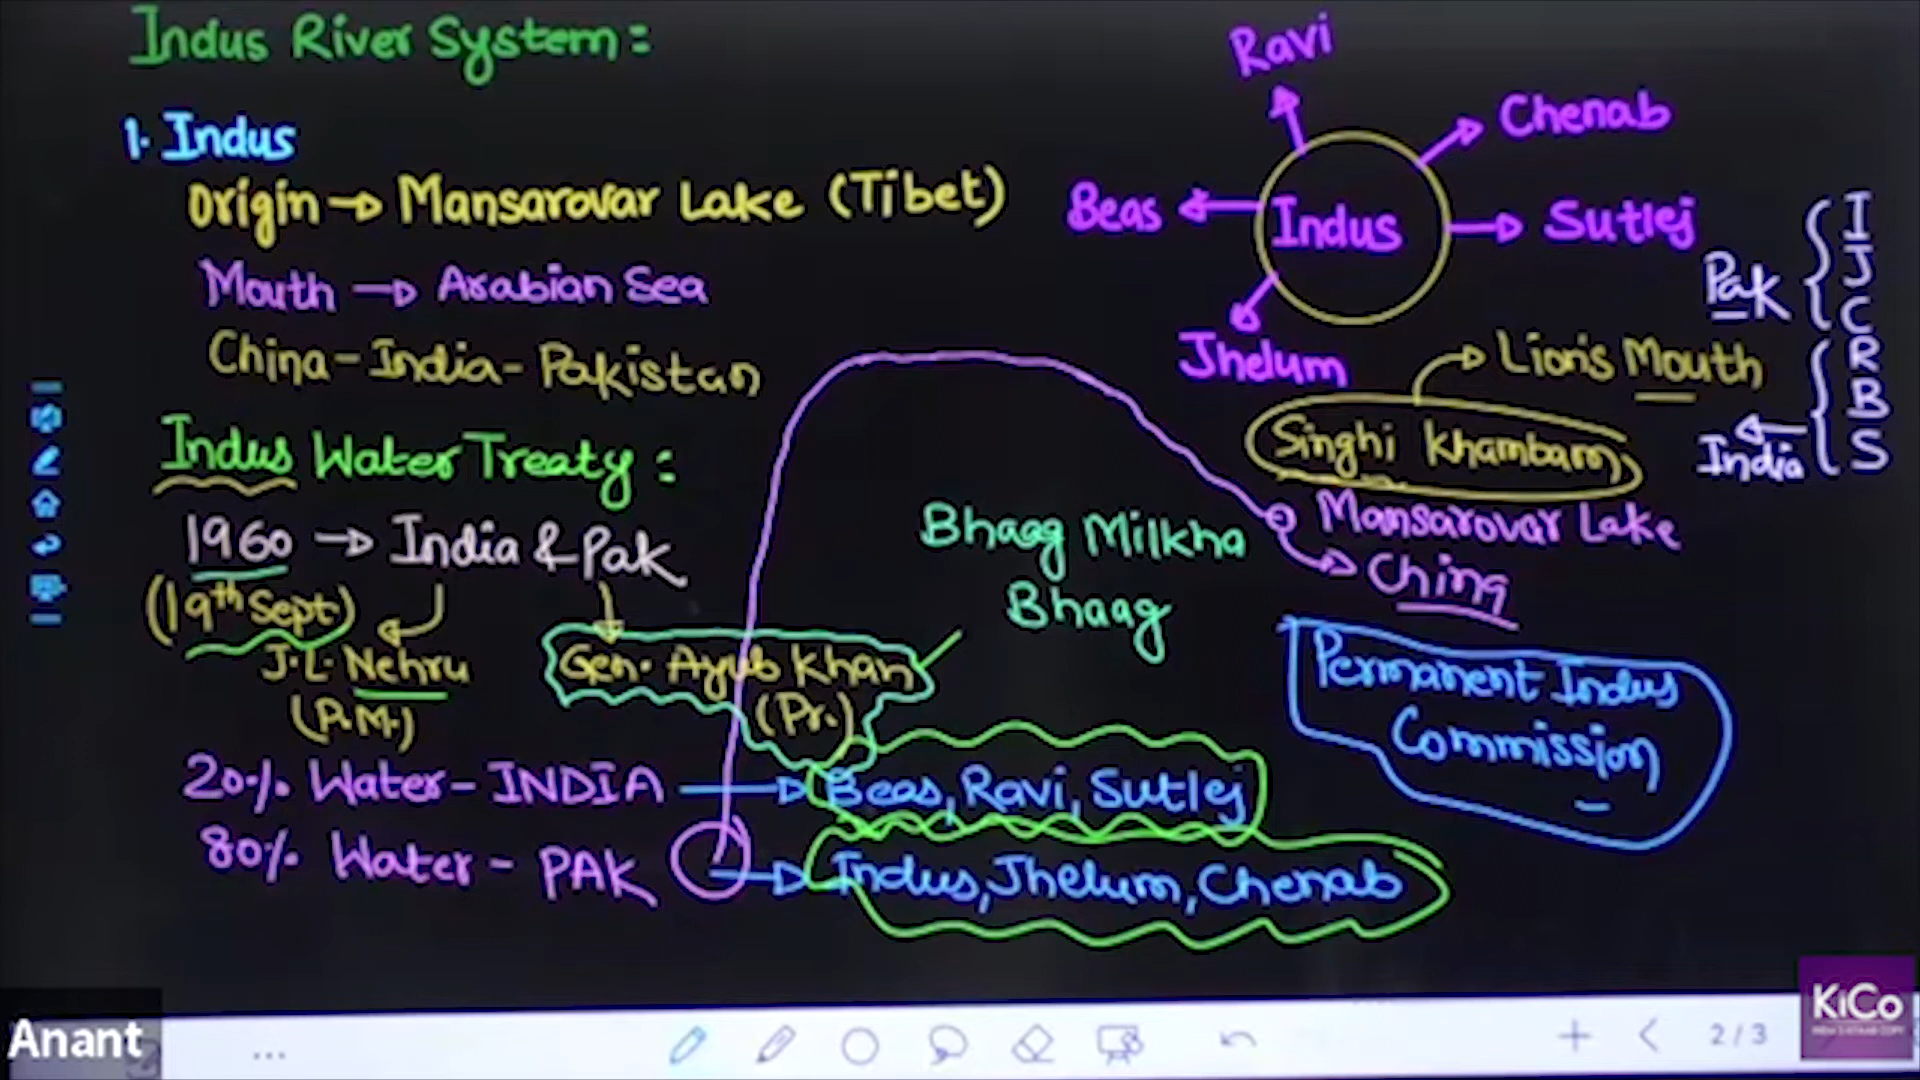 Indus River System:
1. Indus
Origin → Mansarovar Lake (Tibet)
Mouth → Arabian Sea
China-India-Pakistan
Indus Water Treaty:
1960 → India & Pak
(19th Sept)
J.L. Nehru
(P.M.)
Gen. Ayub Khan
(Pr.)
20% Water - INDIA → Beas, Ravi, Sutlej
80% Water - PAK → Indus, Jhelum, Chenab
Bhaag Milkha
Bhaag
Ravi
Chenab
Beas
Indus
Sutlej
Jhelum
Pak
I
J
C
R
B
S
India
Lion's Mouth
Singhi Khamban
Mansarovar Lake
China
Permanent Indus
Commission
Anant
2/3
KiCo